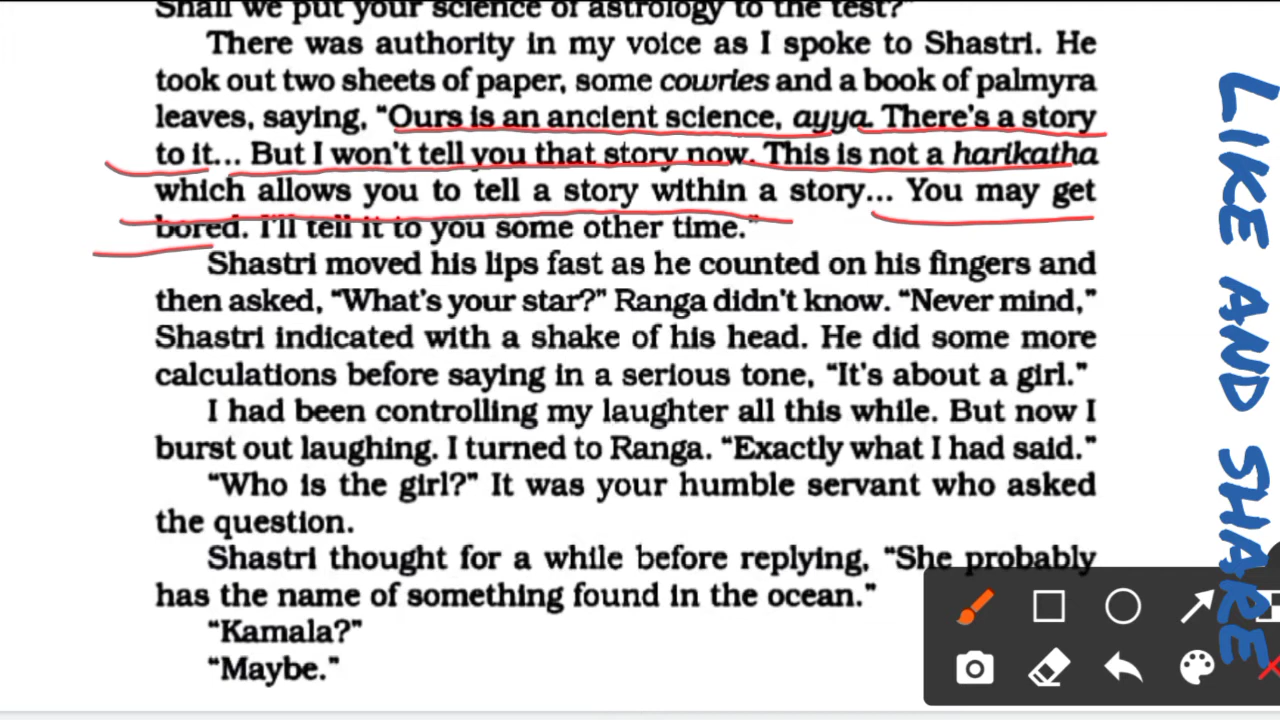 Shall we put your science of astrology to the test?"
There was authority in my voice as I spoke to Shastri. He
took out two sheets of paper, some cowries and a book of palmyra
leaves, saying, “Ours is an ancient science, ayya. There's a story
to it... But I won't tell you that story now. This is not a harikatha
which allows you to tell a story within a story... You may get
bored. I'll tell it to you some other time.”
Shastri moved his lips fast as he counted on his fingers and
then asked, “What's your star?” Ranga didn't know. “Never mind,”
Shastri indicated with a shake of his head. He did some more
calculations before saying in a serious tone, “It's about a girl.”
I had been controlling my laughter all this while. But now I
burst out laughing. I turned to Ranga. “Exactly what I had said.”
“Who is the girl?” It was your humble servant who asked
the question.
Shastri thought for a while before replying, “She probably
has the name of something found in the ocean.”
“Kamala?”
“Maybe.”
LIKE AND SHARE